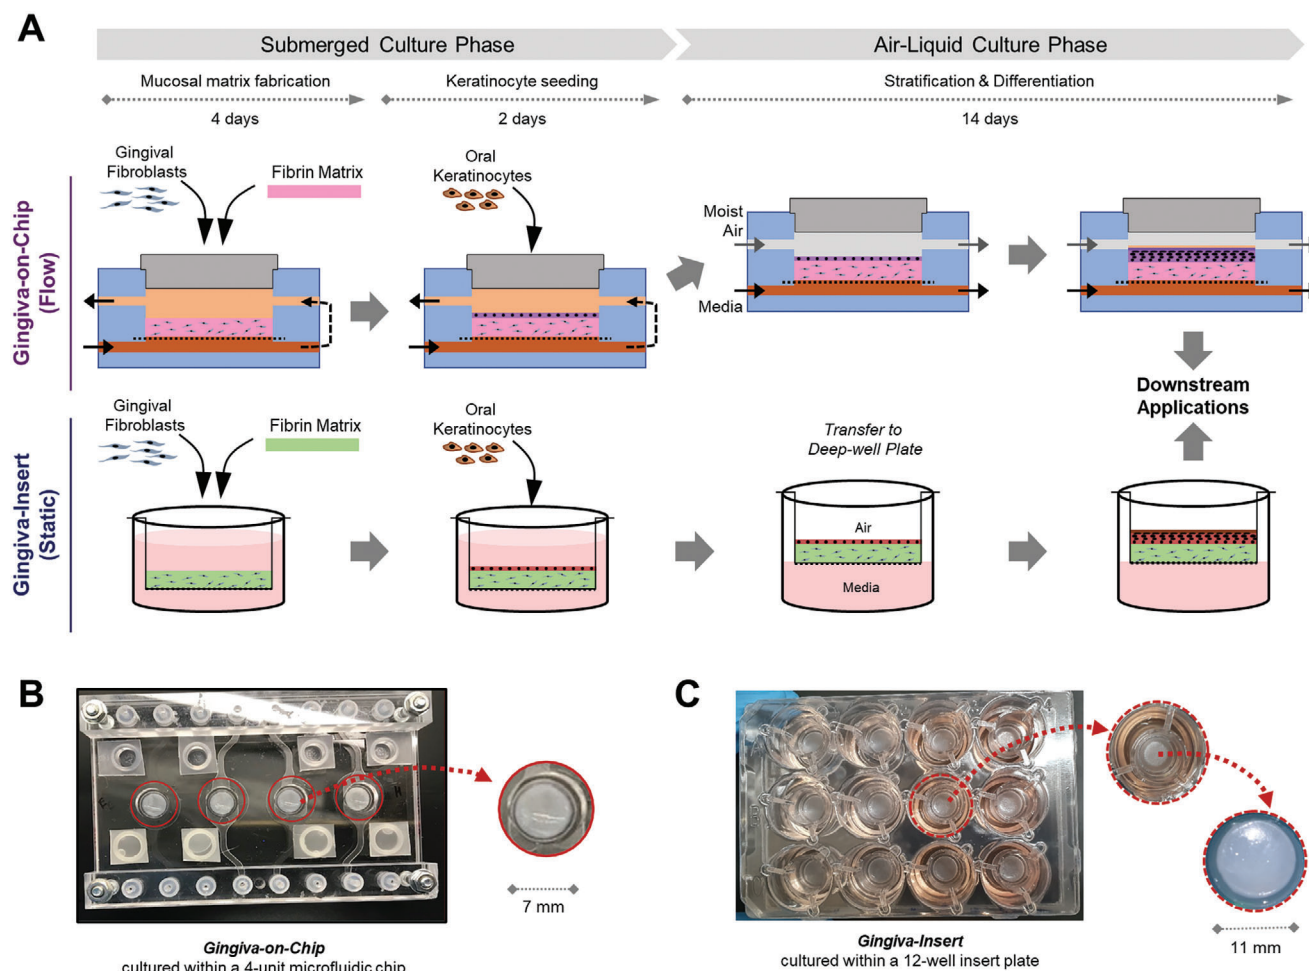 A
Submerged Culture Phase
Air-Liquid Culture Phase
Mucosal matrix fabrication
Keratinocyte seeding
Stratification & Differentiation
4 days
2 days
14 days
Gingiva-on-Chip
(Flow)
Gingival
Fibroblasts
Fibrin Matrix
Oral
Keratinocytes
Moist
Air
Media
Downstream
Applications
Gingiva-Insert
(Static)
Gingival
Fibroblasts
Fibrin Matrix
Oral
Keratinocytes
Transfer to
Deep-well Plate
Air
Media
B
7 mm
Gingiva-on-Chip
cultured within a 4-unit microfluidic chip
C
11 mm
Gingiva-Insert
cultured within a 12-well insert plate